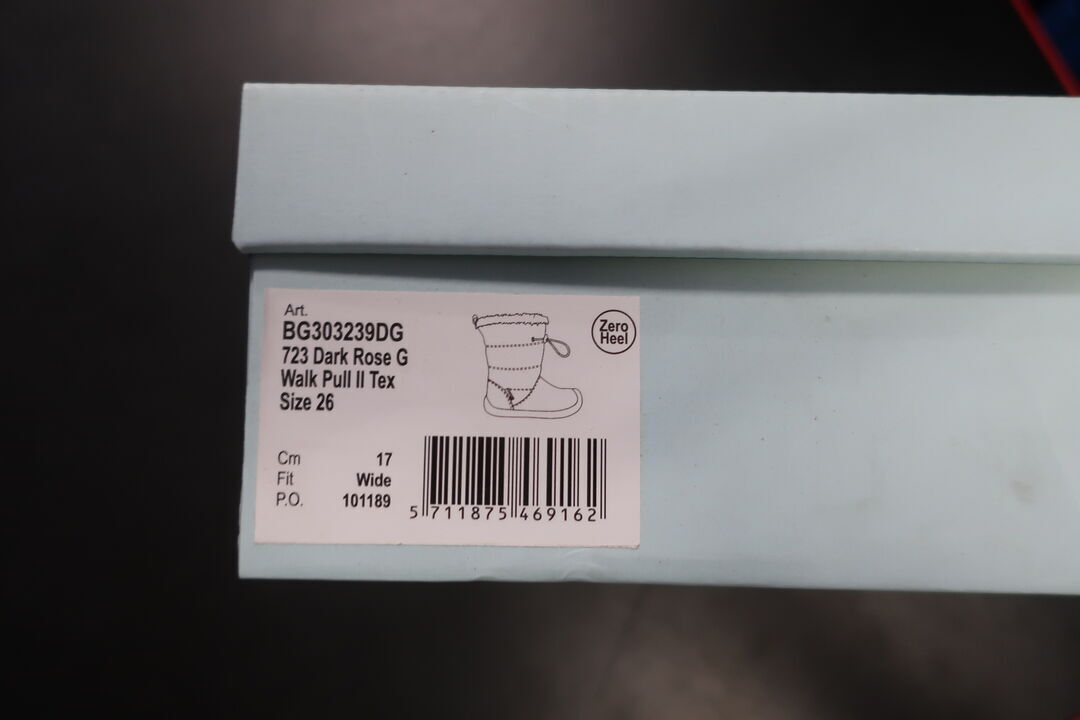 Art.
BG303239DG
723 Dark Rose G
Walk Pull II Tex
Size 26
Zero
Heel
Cm 17
Fit Wide
P.O. 101189
5 711875 469162